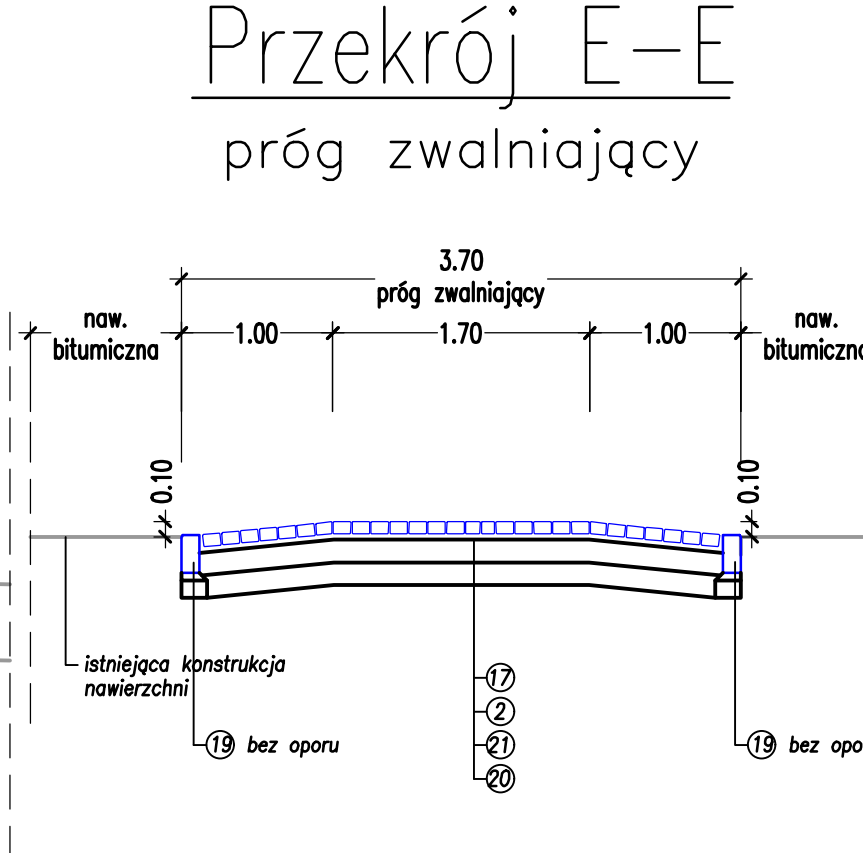 Przekrój E-E
próg zwalniający
3.70
próg zwalniający
naw.
bitumiczna
1.00
1.70
1.00
naw.
bitumiczna
0.10
0.10
istniejąca konstrukcja
nawierzchni
17
2
21
20
19 bez oporu
19 bez opo